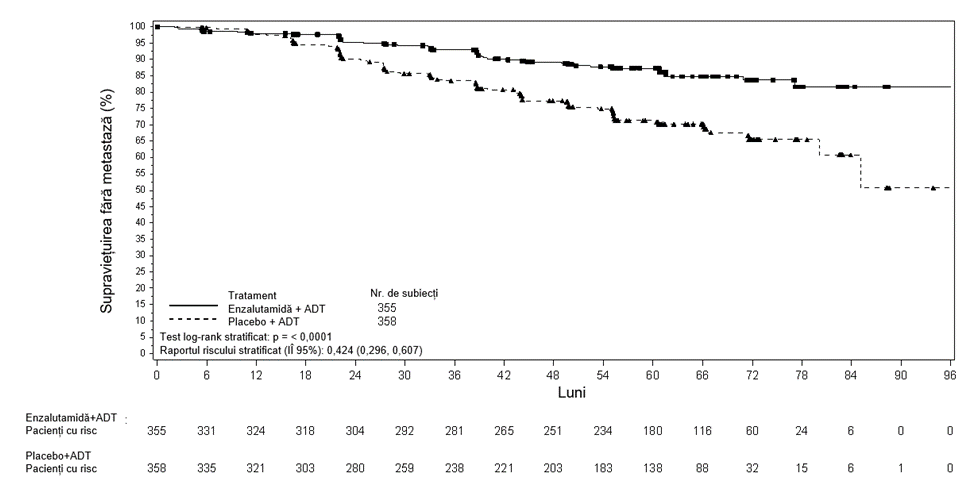 Supraviețuirea fără metastază (%)
100
95
90
85
80
75
70
65
60
55
50
45
40
35
30
25
20
15
10
5
0
Tratament Nr. de subiecți
Enzalutamidă + ADT 355
Placebo + ADT 358
Test log-rank stratificat: p = < 0,0001
Raportul riscului stratificat (IÎ 95%): 0,424 (0,296, 0,607)
0 6 12 18 24 30 36 42 48 54 60 66 72 78 84 90 96
Luni
Enzalutamidă+ADT :
Pacienți cu risc 355 331 324 318 304 292 281 265 251 234 180 116 60 24 6 0 0
Placebo+ADT
Pacienți cu risc 358 335 321 303 280 259 238 221 203 183 138 88 32 15 6 1 0